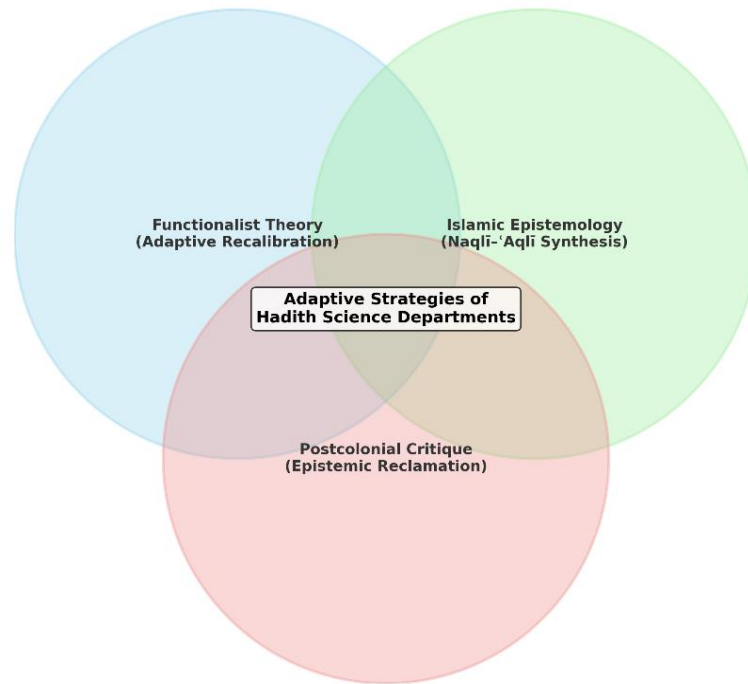 Functionalist Theory
(Adaptive Recalibration)
Islamic Epistemology
(Naqlī–ʿAqlī Synthesis)
Adaptive Strategies of
Hadith Science Departments
Postcolonial Critique
(Epistemic Reclamation)